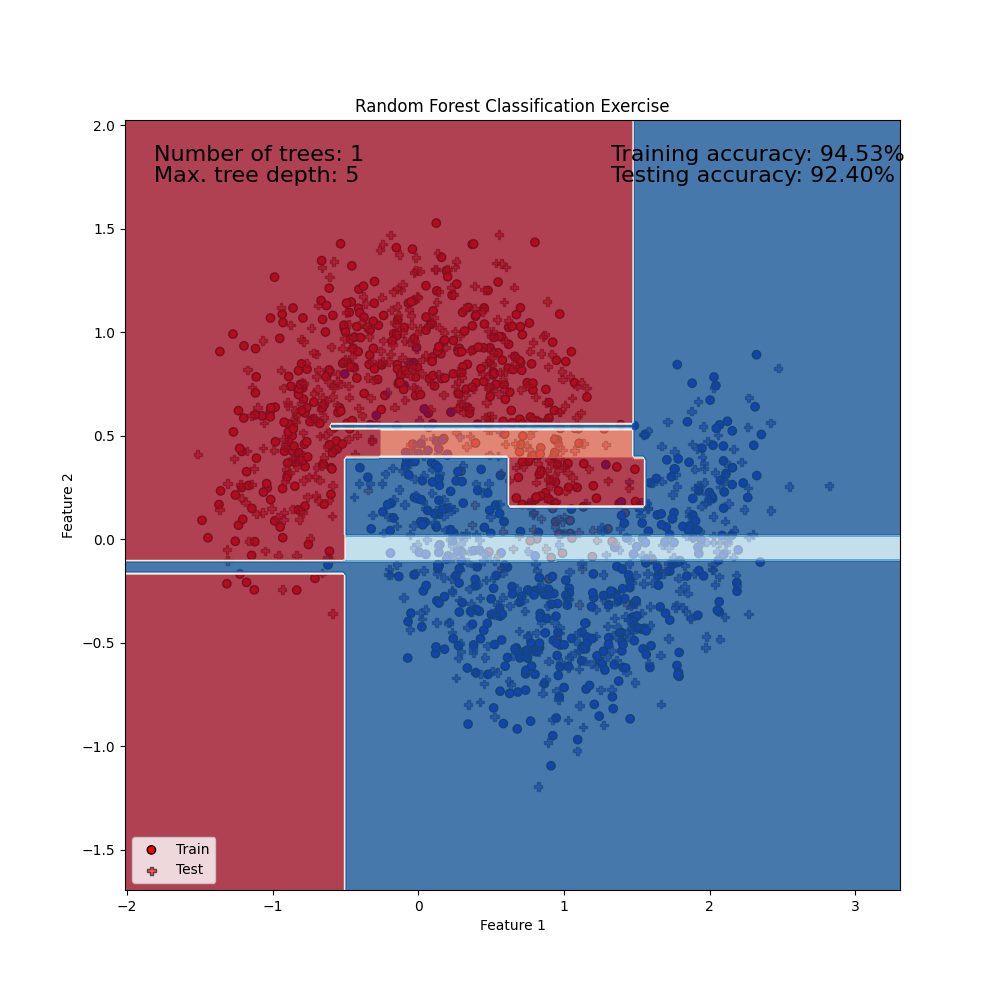 Random Forest Classification Exercise
Number of trees: 1
Max. tree depth: 5
Training accuracy: 94.53%
Testing accuracy: 92.40%
2.0
1.5
1.0
0.5
0.0
−0.5
−1.0
−1.5
Feature 2
Train
Test
−2
−1
0
1
2
3
Feature 1